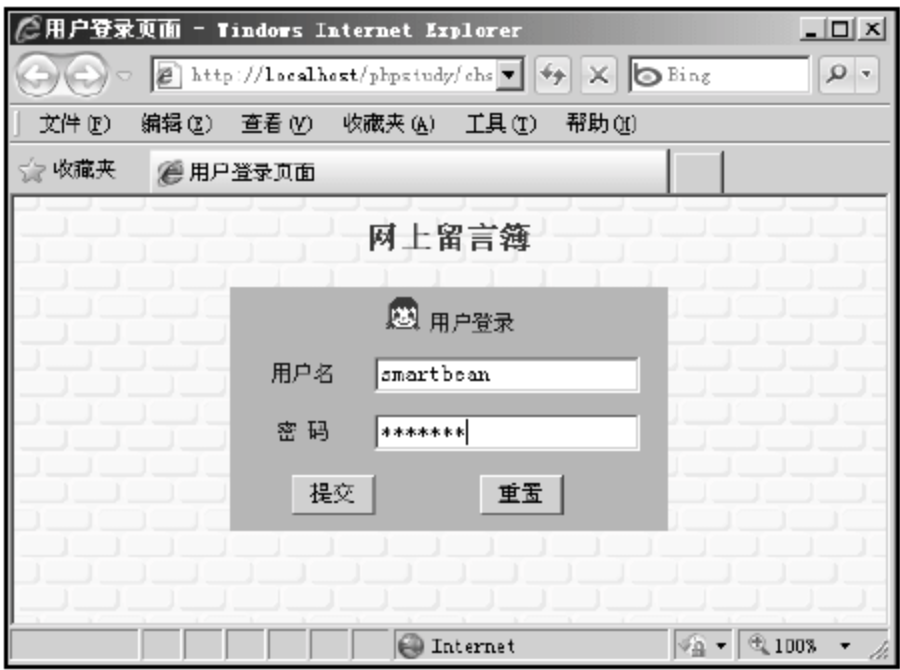 用户登录页面 - Windows Internet Explorer
http://localhost/phpstudy/chs
Bing
文件(F) 编辑(E) 查看(V) 收藏夹(A) 工具(T) 帮助(H)
收藏夹 用户登录页面
网上留言簿
用户登录
用户名 smartbean
密 码 *******
提交 重置
Internet 100%